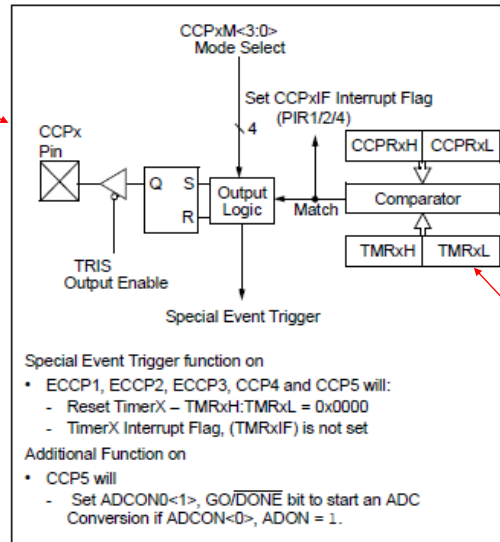 CCPxM<3:0>
Mode Select
Set CCPxIF Interrupt Flag
(PIR1/2/4)
4
CCPx
Pin
CCPRxH CCPRxL
Q S
R
Output
Logic
Match
Comparator
TRIS
Output Enable
TMRxH TMRxL
Special Event Trigger
Special Event Trigger function on
• ECCP1, ECCP2, ECCP3, CCP4 and CCP5 will:
- Reset TimerX – TMRxH:TMRxL = 0x0000
- TimerX Interrupt Flag, (TMRxIF) is not set
Additional Function on
• CCP5 will
- Set ADCON0<1>, GO/DONE bit to start an ADC
Conversion if ADCON<0>, ADON = 1.